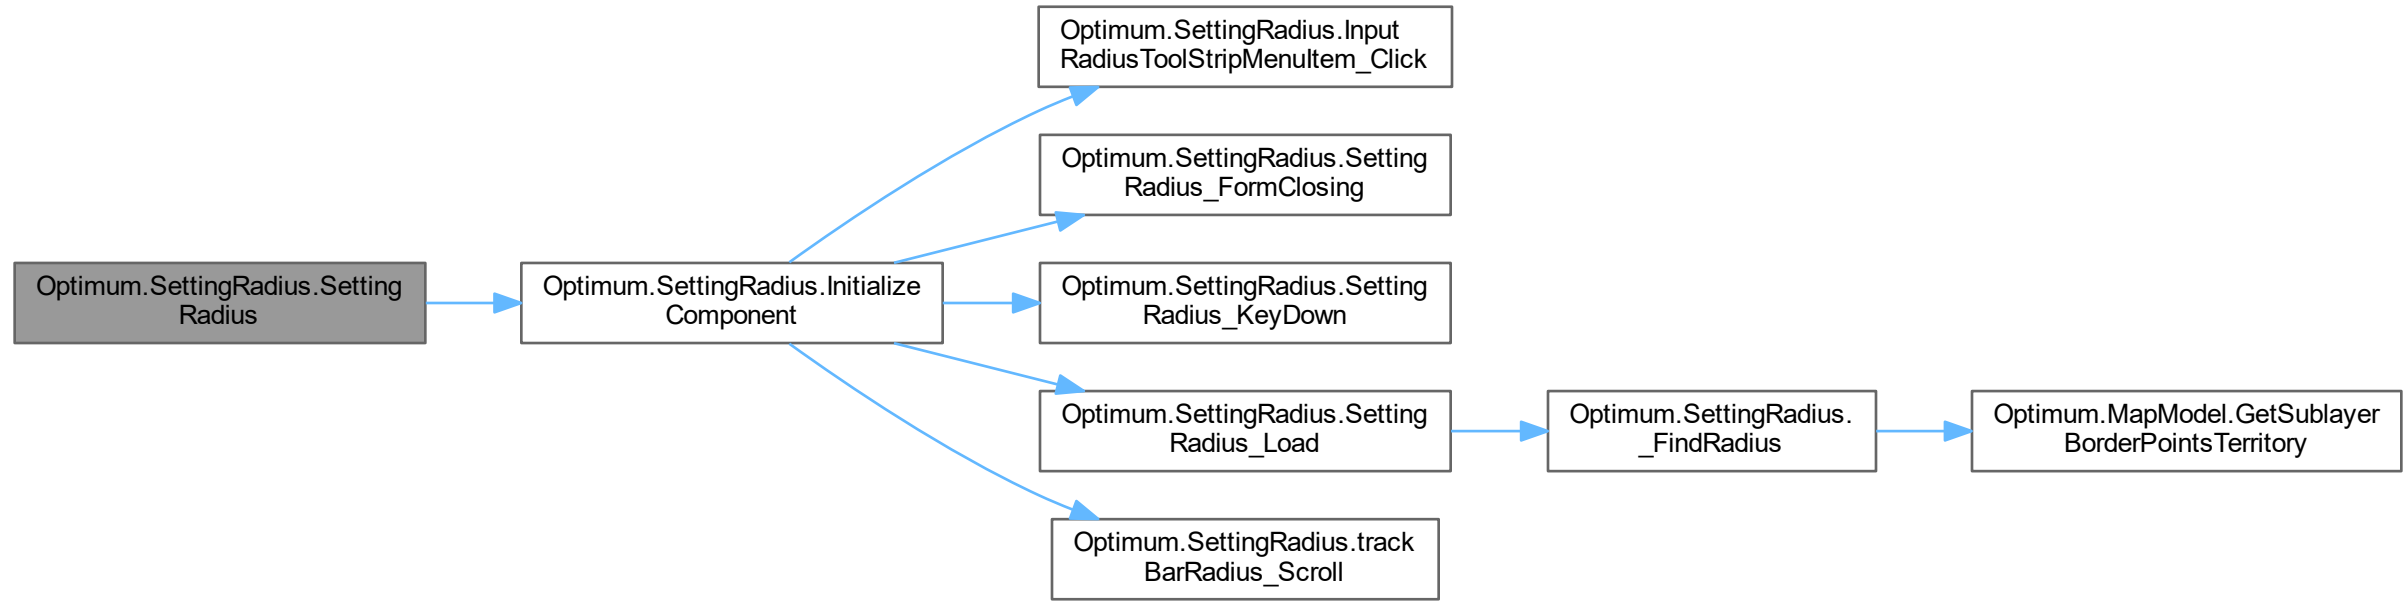 Optimum.SettingRadius.Setting
Radius
Optimum.SettingRadius.Initialize
Component
Optimum.SettingRadius.Input
RadiusToolStripMenuItem_Click
Optimum.SettingRadius.Setting
Radius_FormClosing
Optimum.SettingRadius.Setting
Radius_KeyDown
Optimum.SettingRadius.Setting
Radius_Load
Optimum.SettingRadius.
_FindRadius
Optimum.MapModel.GetSublayer
BorderPointsTerritory
Optimum.SettingRadius.track
BarRadius_Scroll